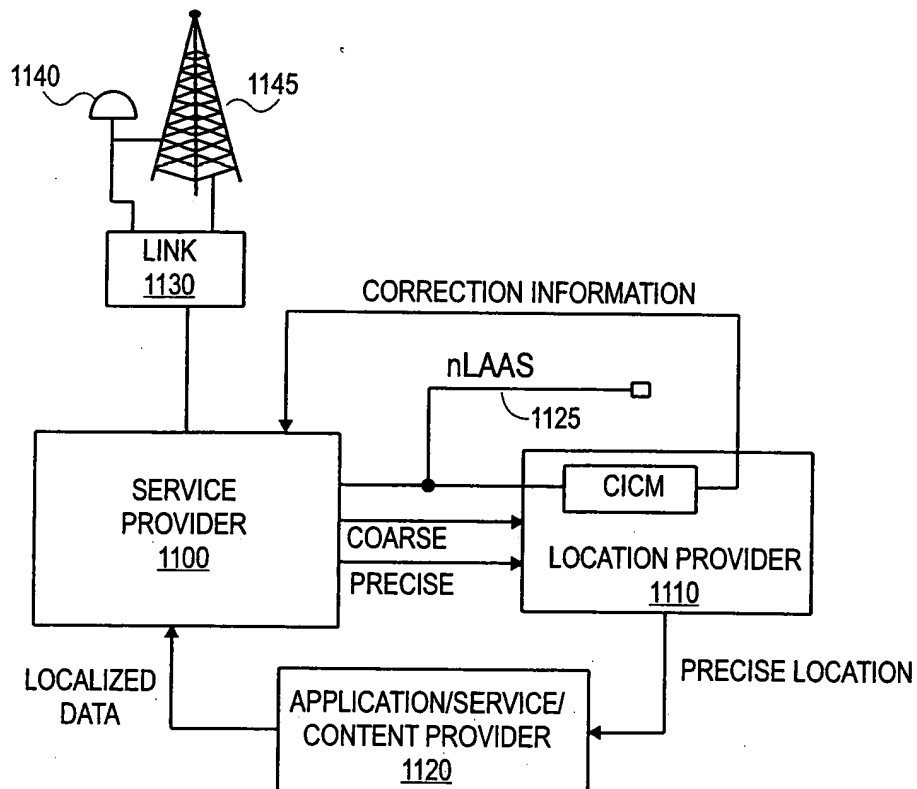 1140
1145
LINK
1130
CORRECTION INFORMATION
nLAAS
1125
SERVICE
PROVIDER
1100
CICM
COARSE
PRECISE
LOCATION PROVIDER
1110
LOCALIZED
DATA
PRECISE LOCATION
APPLICATION/SERVICE/
CONTENT PROVIDER
1120